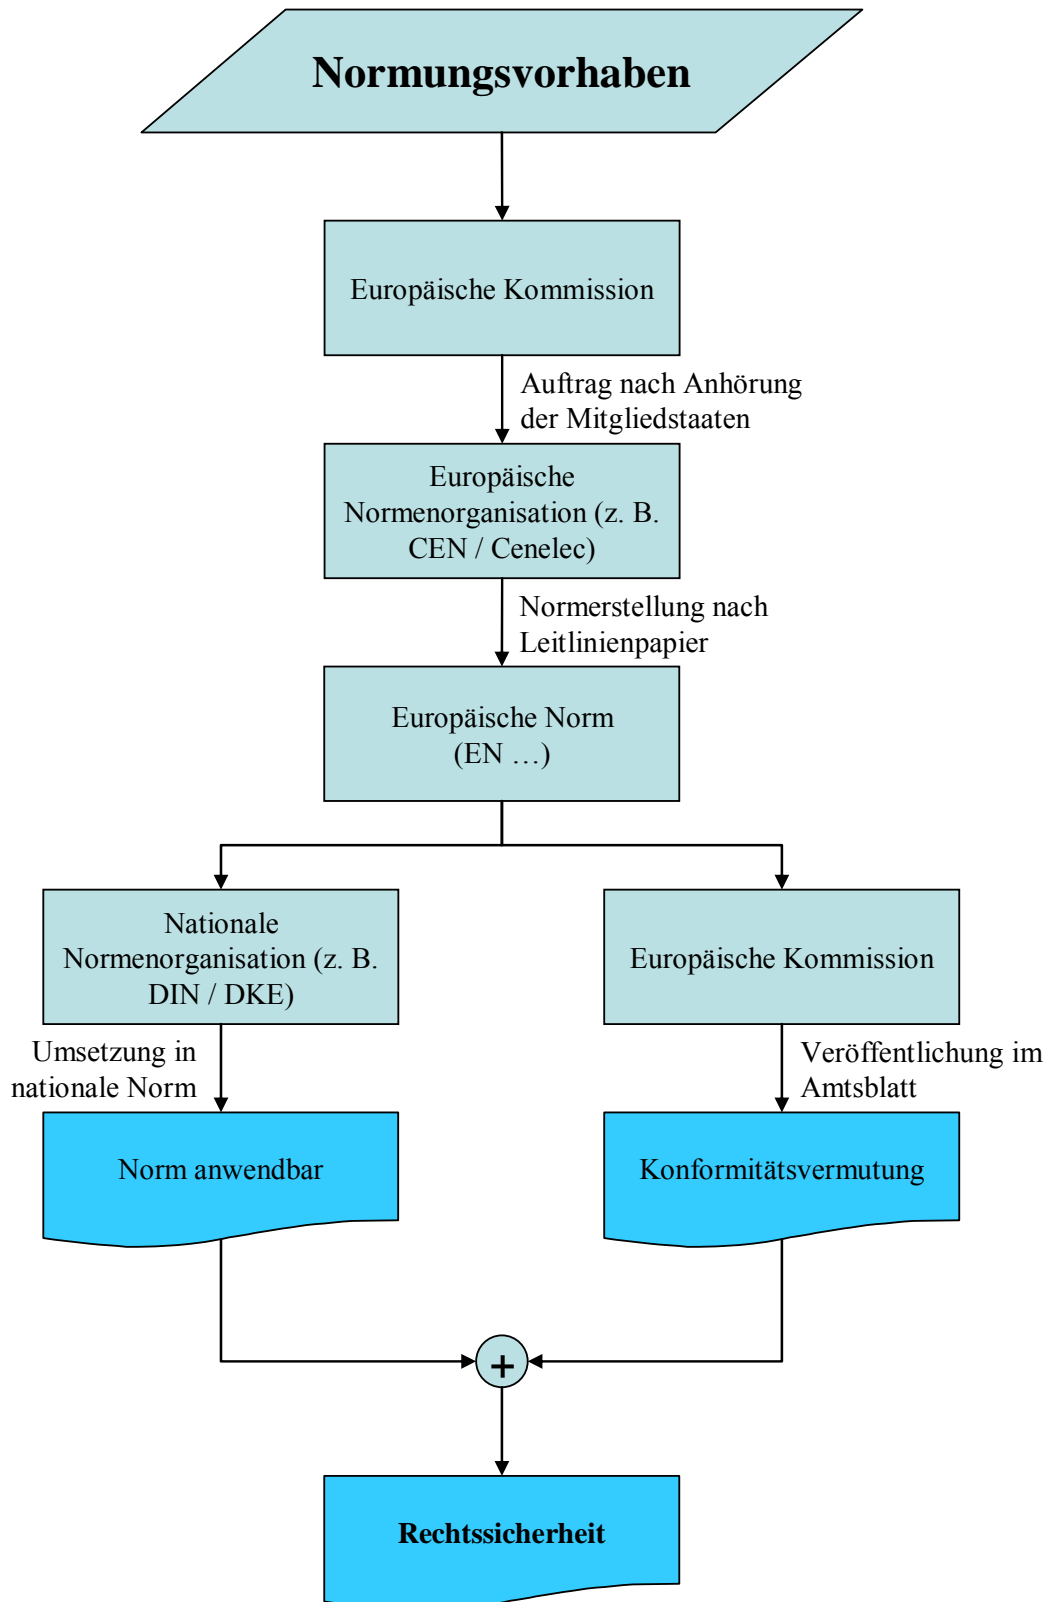 Normungsvorhaben
Europäische Kommission
Auftrag nach Anhörung
der Mitgliedstaaten
Europäische
Normenorganisation (z. B.
CEN / Cenelec)
Normerstellung nach
Leitlinienpapier
Europäische Norm
(EN …)
Nationale
Normenorganisation (z. B.
DIN / DKE)
Europäische Kommission
Umsetzung in
nationale Norm
Veröffentlichung im
Amtsblatt
Norm anwendbar
Konformitätsvermutung
+
Rechtssicherheit